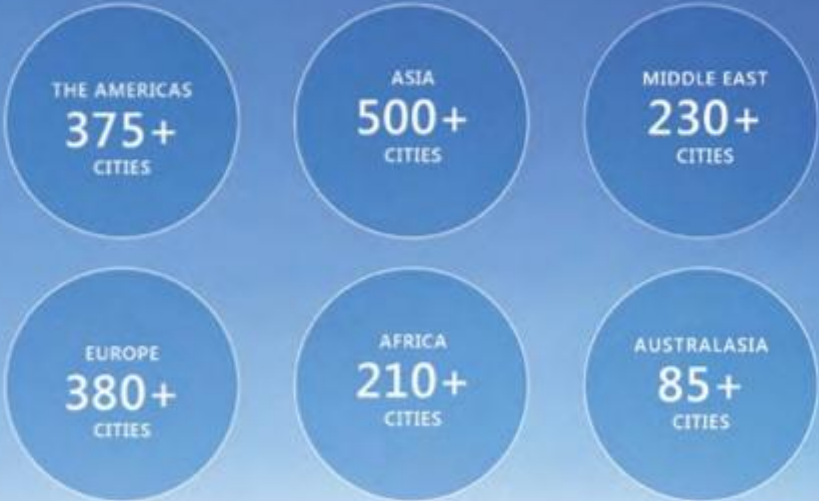 THE AMERICAS
375+
CITIES
ASIA
500+
CITIES
MIDDLE EAST
230+
CITIES
EUROPE
380+
CITIES
AFRICA
210+
CITIES
AUSTRALASIA
85+
CITIES